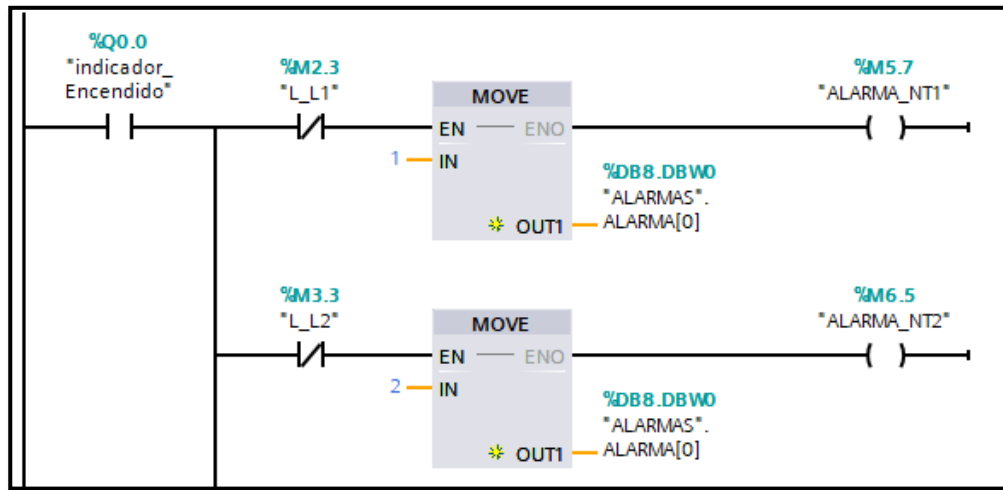 %Q0.0
"indicador_
Encendido"
%M2.3
"L_L1"
MOVE
EN
ENO
1
IN
OUT1
%DB8.DBW0
"ALARMAS".
ALARMA[0]
%M5.7
"ALARMA_NT1"
%M3.3
"L_L2"
MOVE
EN
ENO
2
IN
OUT1
%DB8.DBW0
"ALARMAS".
ALARMA[0]
%M6.5
"ALARMA_NT2"